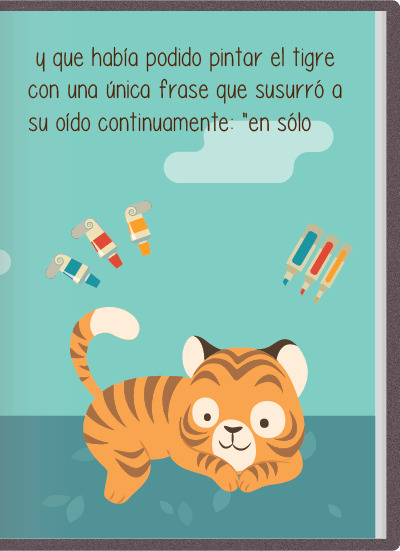 y que había podido pintar el tigre
con una única frase que susurró a
su oído continuamente: "en sólo